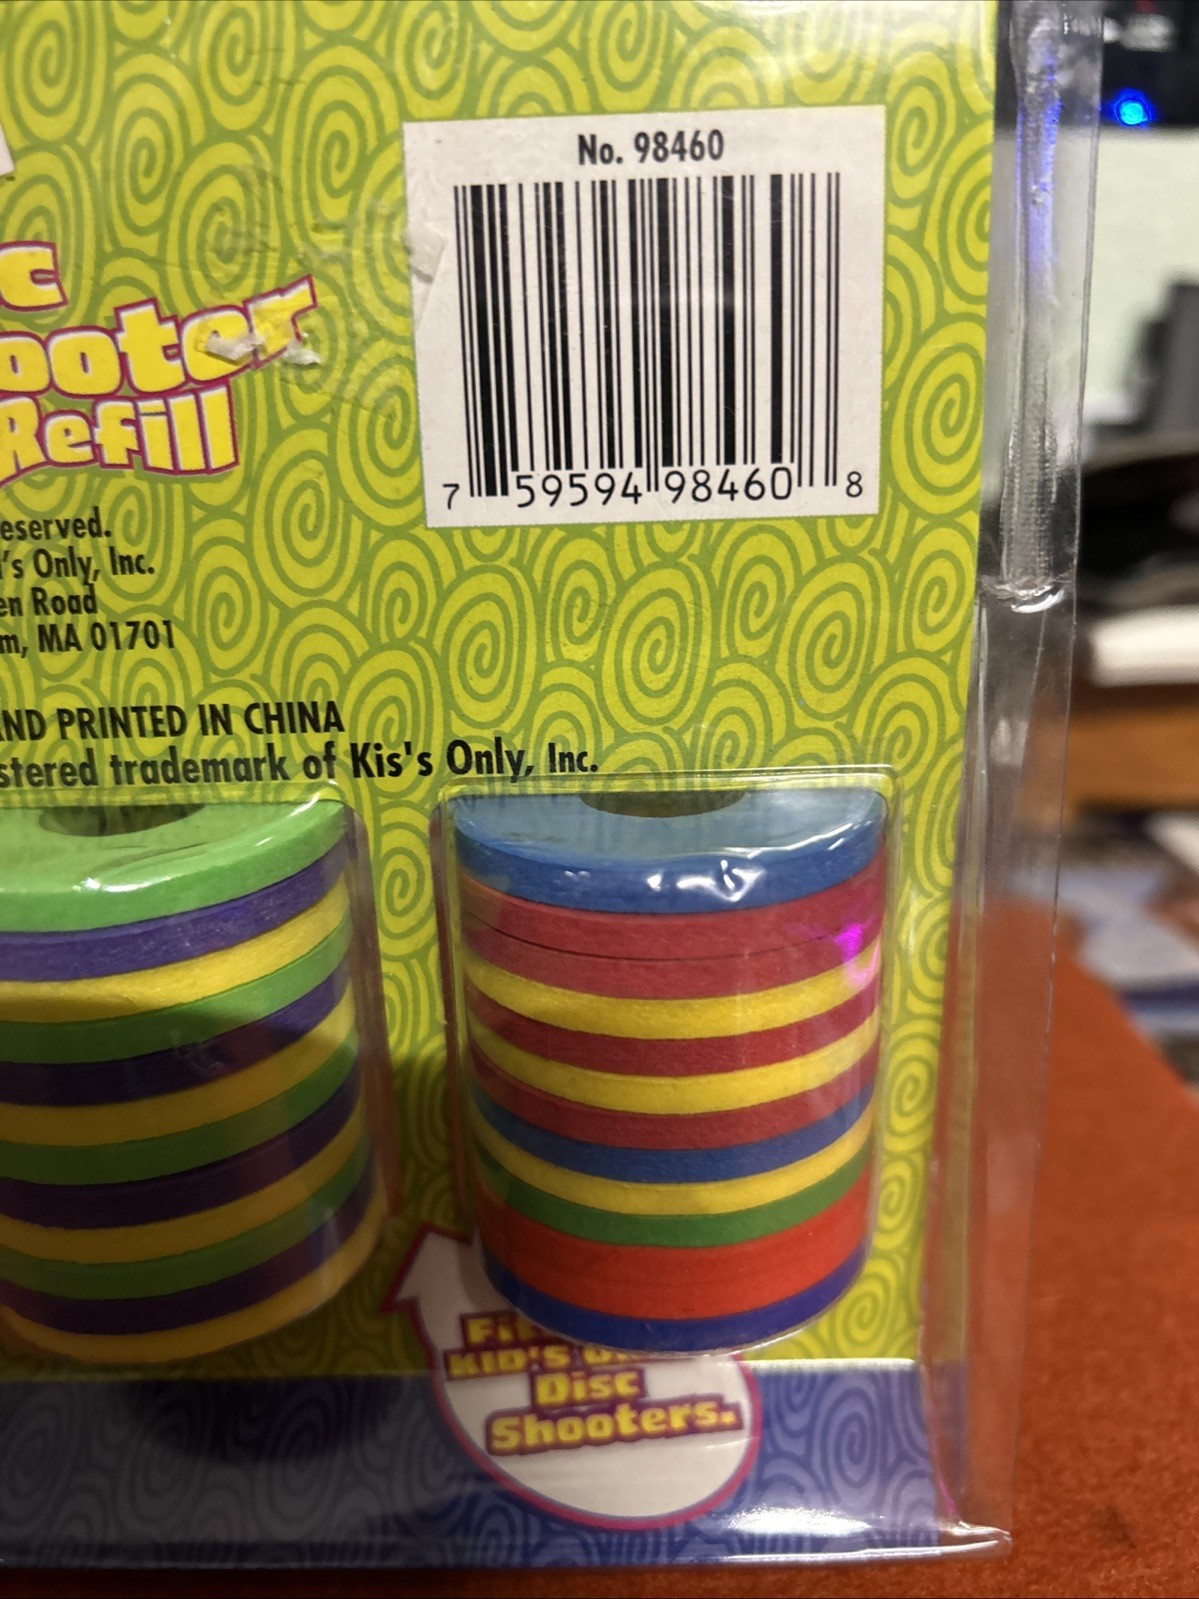 No. 98460
7 59594 98460 8
c
ooter
Refill
eserved.
's Only, Inc.
en Road
m, MA 01701
ND PRINTED IN CHINA
stered trademark of Kis's Only, Inc.
KID'S
Disc
Shooters.